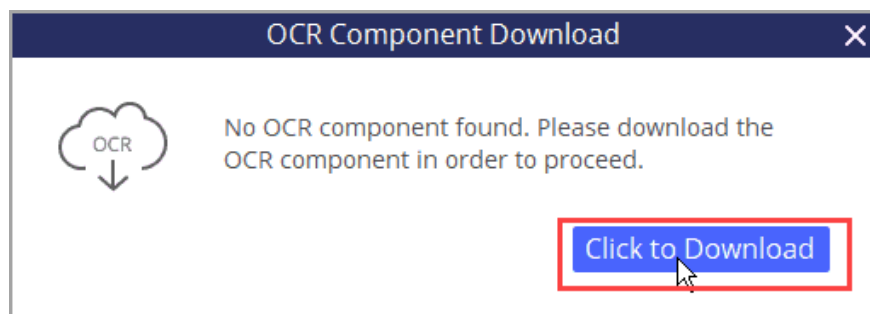 OCR Component Download
OCR
No OCR component found. Please download the
OCR component in order to proceed.
Click to Download